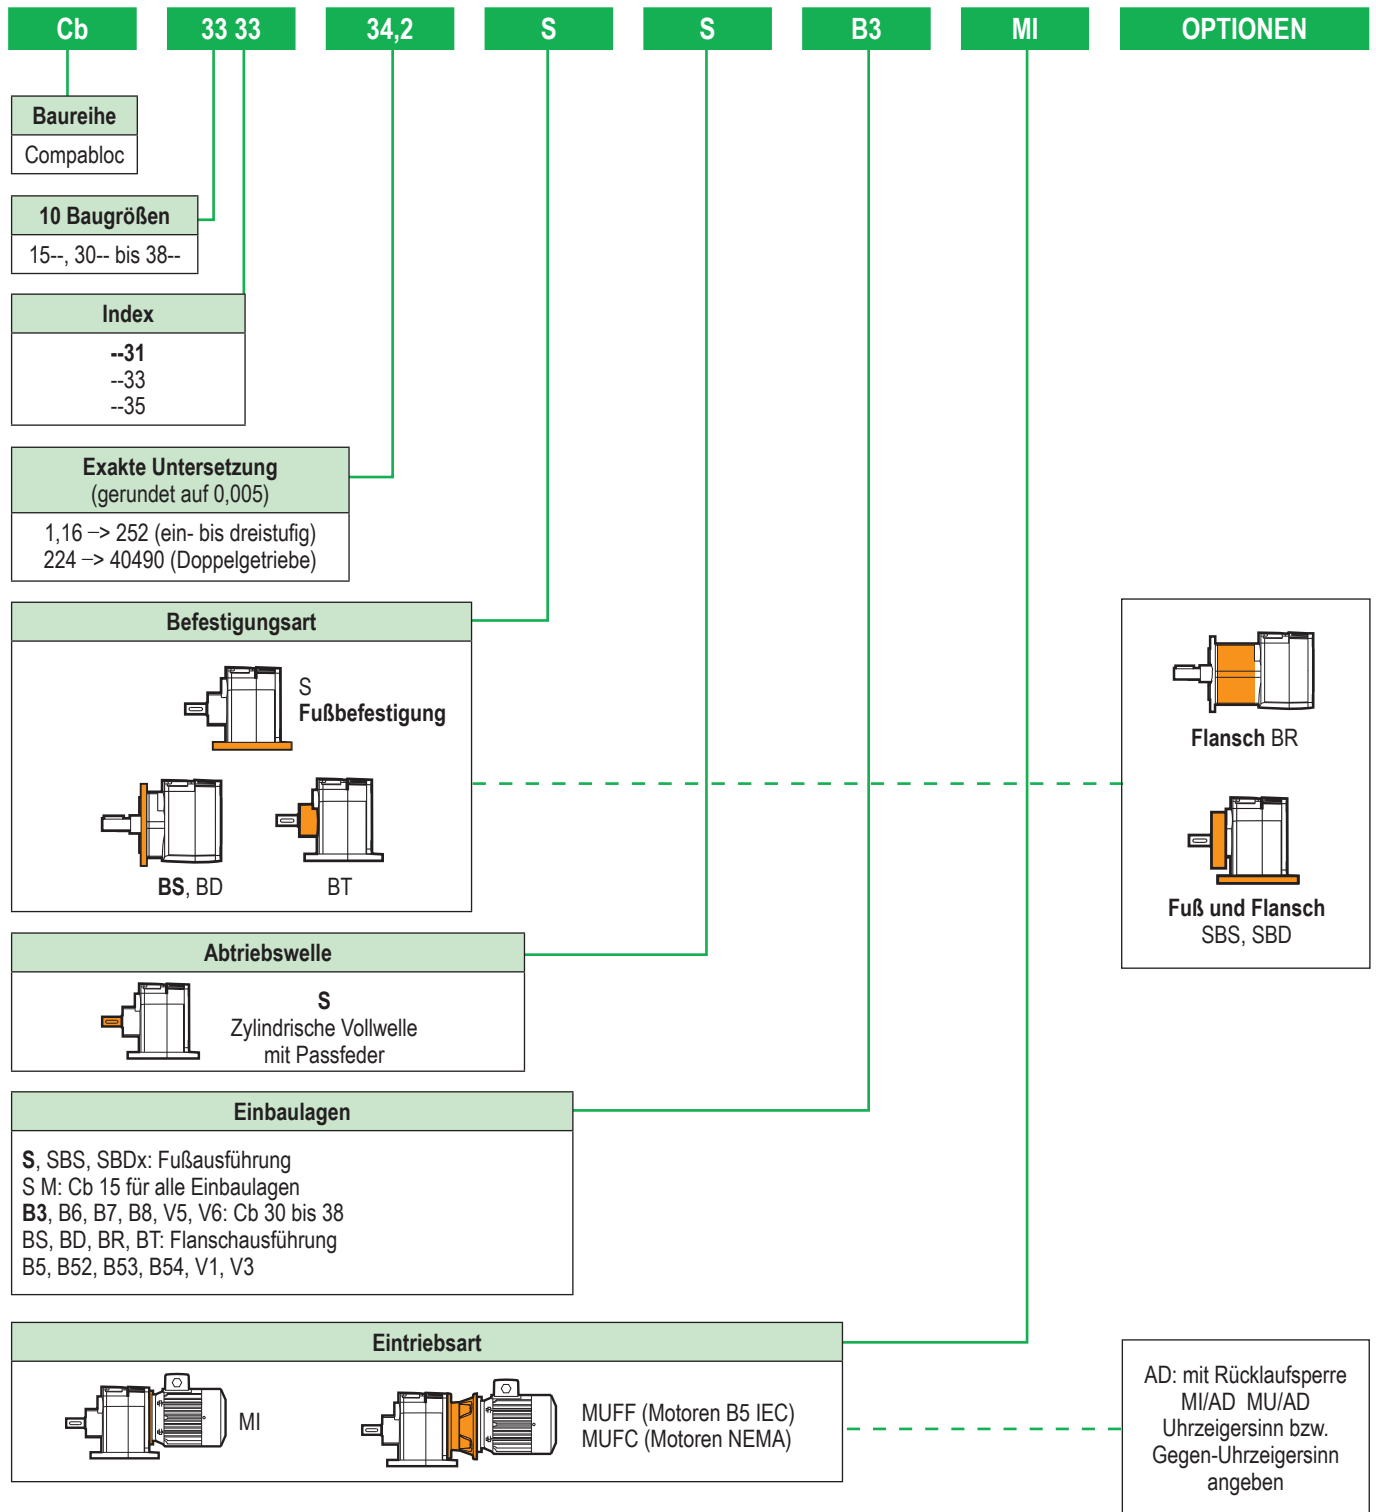 Cb 33 33 34,2 S S B3 MI OPTIONEN
Baureihe
Compabloc
10 Baugrößen
15--, 30-- bis 38--
Index
--31
--33
--35
Exakte Untersetzung
(gerundet auf 0,005)
1,16 –> 252 (ein- bis dreistufig)
224 –> 40490 (Doppelgetriebe)
Befestigungsart
S
Fußbefestigung
BS, BD
BT
Flansch BR
Fuß und Flansch
SBS, SBD
Abtriebswelle
S
Zylindrische Vollwelle
mit Passfeder
Einbaulagen
S, SBS, SBDx: Fußausführung
S M: Cb 15 für alle Einbaulagen
B3, B6, B7, B8, V5, V6: Cb 30 bis 38
BS, BD, BR, BT: Flanschausführung
B5, B52, B53, B54, V1, V3
Eintriebsart
MI
MUFF (Motoren B5 IEC)
MUFC (Motoren NEMA)
AD: mit Rücklaufsperre
MI/AD MU/AD
Uhrzeigersinn bzw.
Gegen-Uhrzeigersinn
angeben